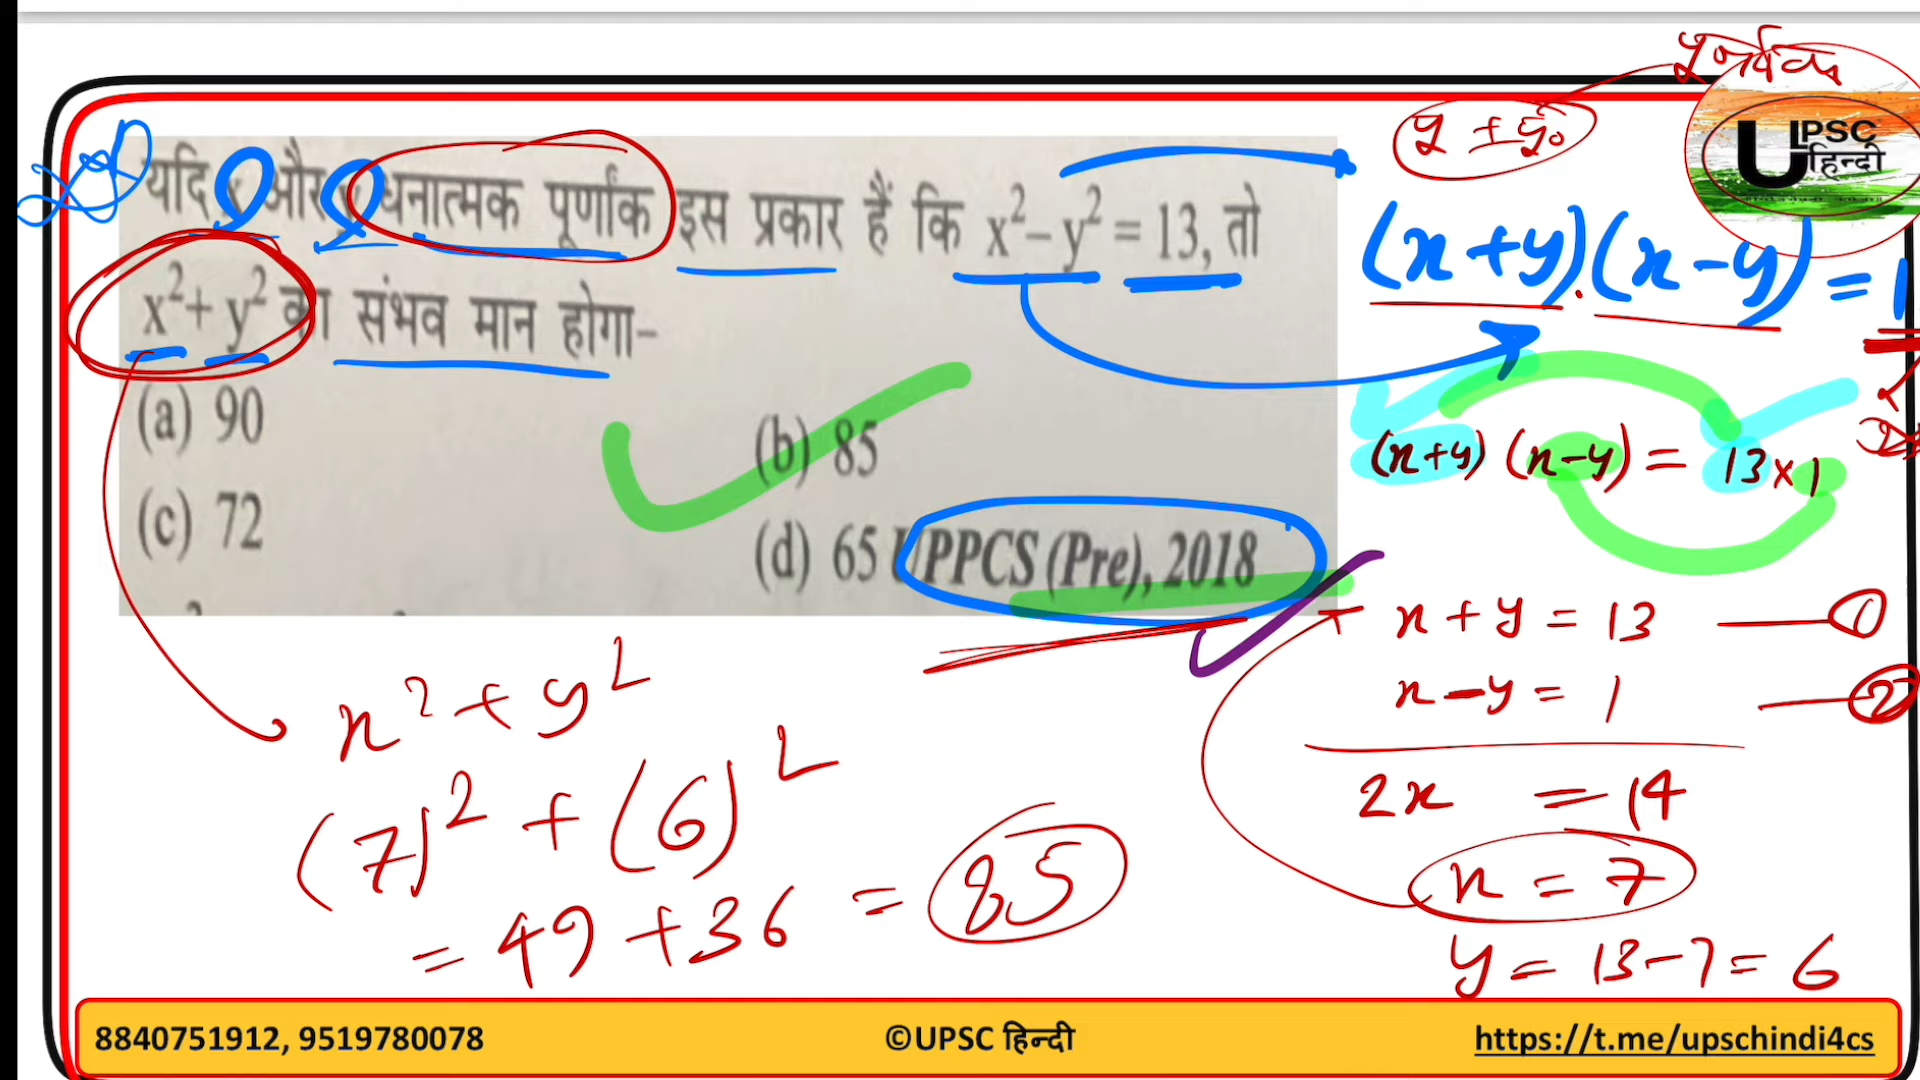 यदि x और y धनात्मक पूर्णांक इस प्रकार हैं कि x² – y² = 13, तो
x² + y² का संभव मान होगा–
(a) 90
(b) 85
(c) 72
(d) 65 UPPCS (Pre), 2018
y ± y₀
UPSC
हिन्दी
(x+y).(x-y) = 1
(x+y) (x-y) = 13×1
x + y = 13 ①
x - y = 1 ②
2x = 14
x = 7
y = 13 - 7 = 6
x² + y²
(7)² + (6)²
= 49 + 36 = 85
8840751912, 9519780078
©UPSC हिन्दी
https://t.me/upschindi4cs